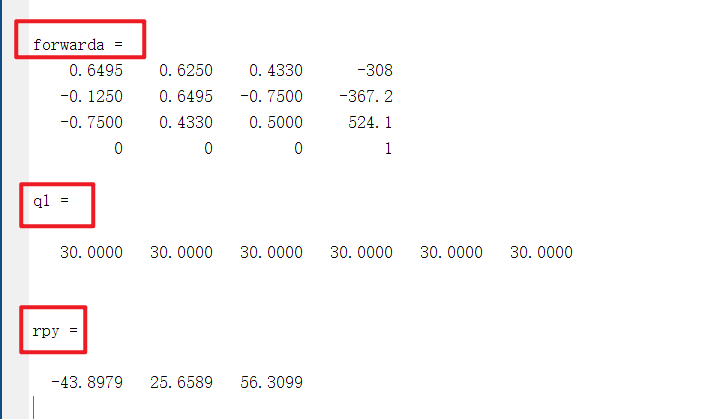 forwarda =
0.6495 0.6250 0.4330 -308
-0.1250 0.6495 -0.7500 -367.2
-0.7500 0.4330 0.5000 524.1
0 0 0 1
q1 =
30.0000 30.0000 30.0000 30.0000 30.0000 30.0000
rpy =
-43.8979 25.6589 56.3099